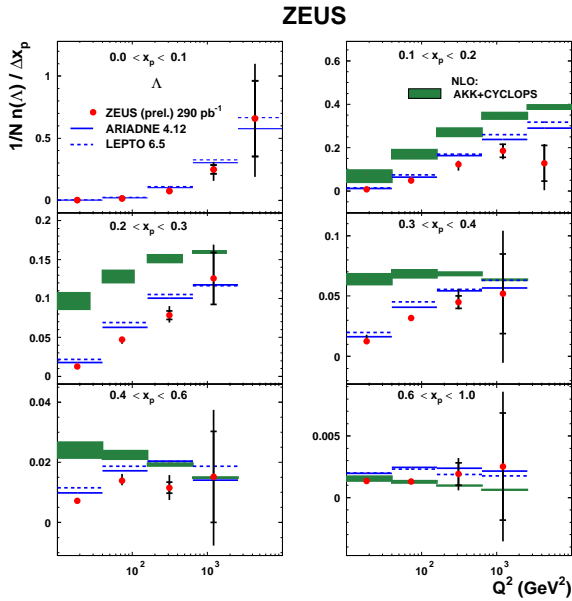 ZEUS
1/N n(Λ) / Δx_p
0.0 < x_p < 0.1
Λ
ZEUS (prel.) 290 pb⁻¹
ARIADNE 4.12
LEPTO 6.5
1
0.5
0
0.1 < x_p < 0.2
NLO:
AKK+CYCLOPS
0.6
0.4
0.2
0
0.2 < x_p < 0.3
0.2
0.15
0.1
0.05
0
0.3 < x_p < 0.4
0.1
0.05
0
0.4 < x_p < 0.6
0.04
0.02
0
0.6 < x_p < 1.0
0.005
0
10² 10³
10² 10³
Q² (GeV²)